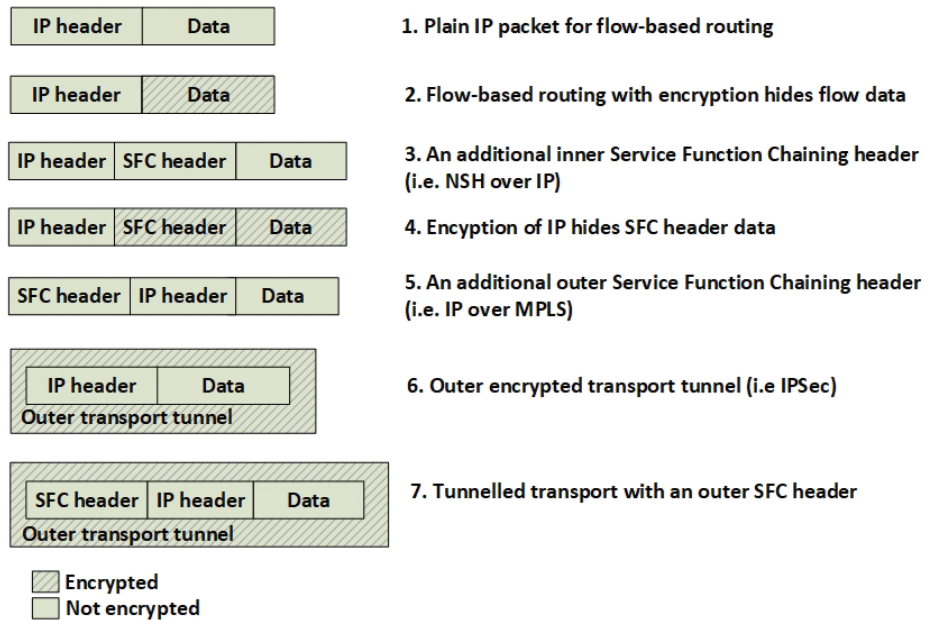 IP header Data 1. Plain IP packet for flow-based routing
IP header Data 2. Flow-based routing with encryption hides flow data
IP header SFC header Data 3. An additional inner Service Function Chaining header
(i.e. NSH over IP)
IP header SFC header Data 4. Encyption of IP hides SFC header data
SFC header IP header Data 5. An additional outer Service Function Chaining header
(i.e. IP over MPLS)
IP header Data 6. Outer encrypted transport tunnel (i.e IPSec)
Outer transport tunnel
SFC header IP header Data 7. Tunnelled transport with an outer SFC header
Outer transport tunnel
Encrypted
Not encrypted